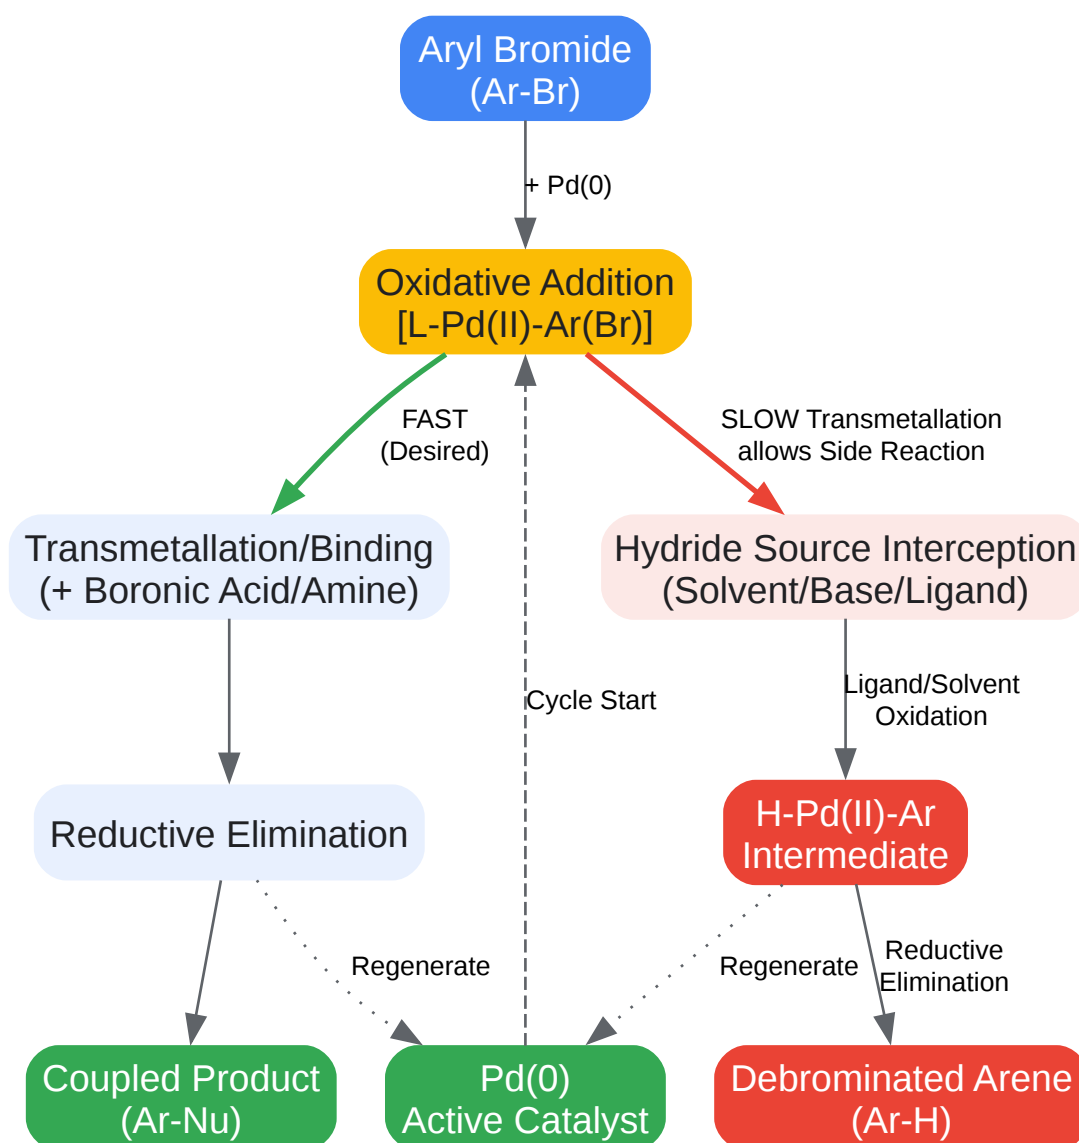 Aryl Bromide
(Ar-Br)
+ Pd(0)
Oxidative Addition
[L-Pd(II)-Ar(Br)]
FAST
(Desired)
SLOW Transmetallation
allows Side Reaction
Transmetallation/Binding
(+ Boronic Acid/Amine)
Hydride Source Interception
(Solvent/Base/Ligand)
Cycle Start
Ligand/Solvent
Oxidation
Reductive Elimination
H-Pd(II)-Ar
Intermediate
Regenerate
Regenerate
Reductive
Elimination
Coupled Product
(Ar-Nu)
Pd(0)
Active Catalyst
Debrominated Arene
(Ar-H)